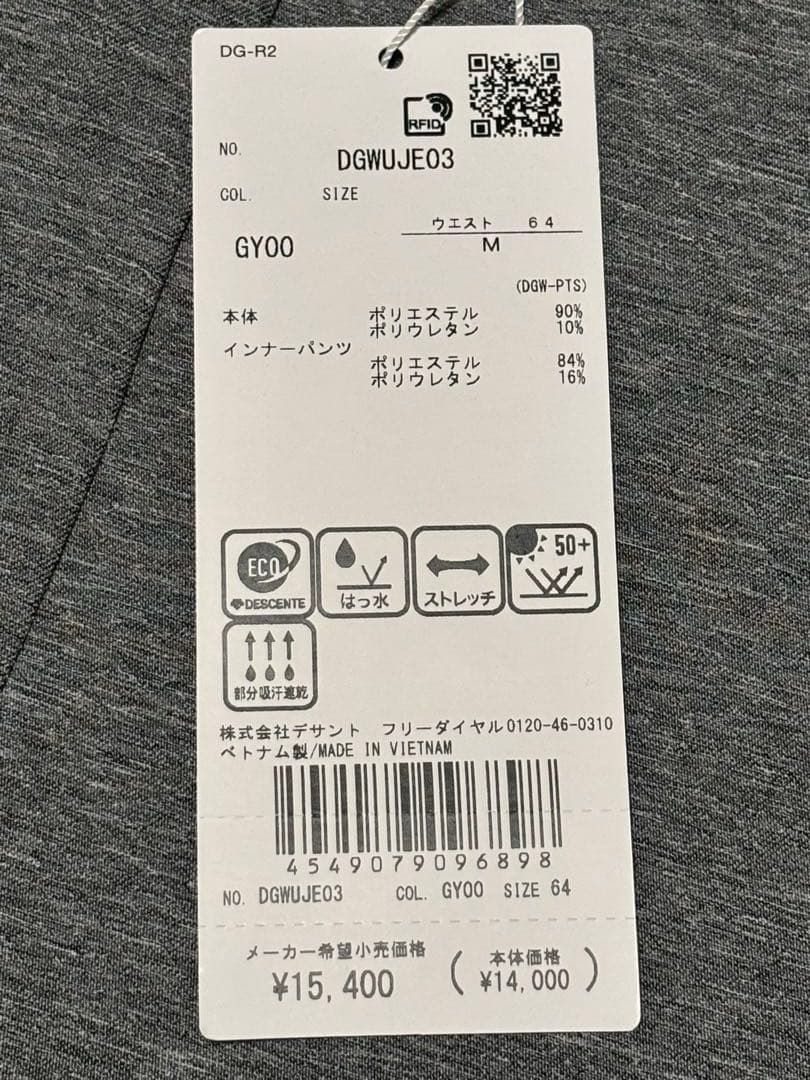 DG-R2
RFID
NO.
DGWUJE03
COL. SIZE
ウエスト 64
GY00 M
(DGW-PTS)
本体 ポリエステル 90%
ポリウレタン 10%
インナーパンツ
ポリエステル 84%
ポリウレタン 16%
ECO
DESCENTE
はっ水
ストレッチ
50+
部分吸汗速乾
株式会社デサント フリーダイヤル0120-46-0310
ベトナム製/MADE IN VIETNAM
4549079096898
NO. DGWUJE03 COL. GY00 SIZE 64
メーカー希望小売価格
¥15,400
(本体価格
¥14,000)